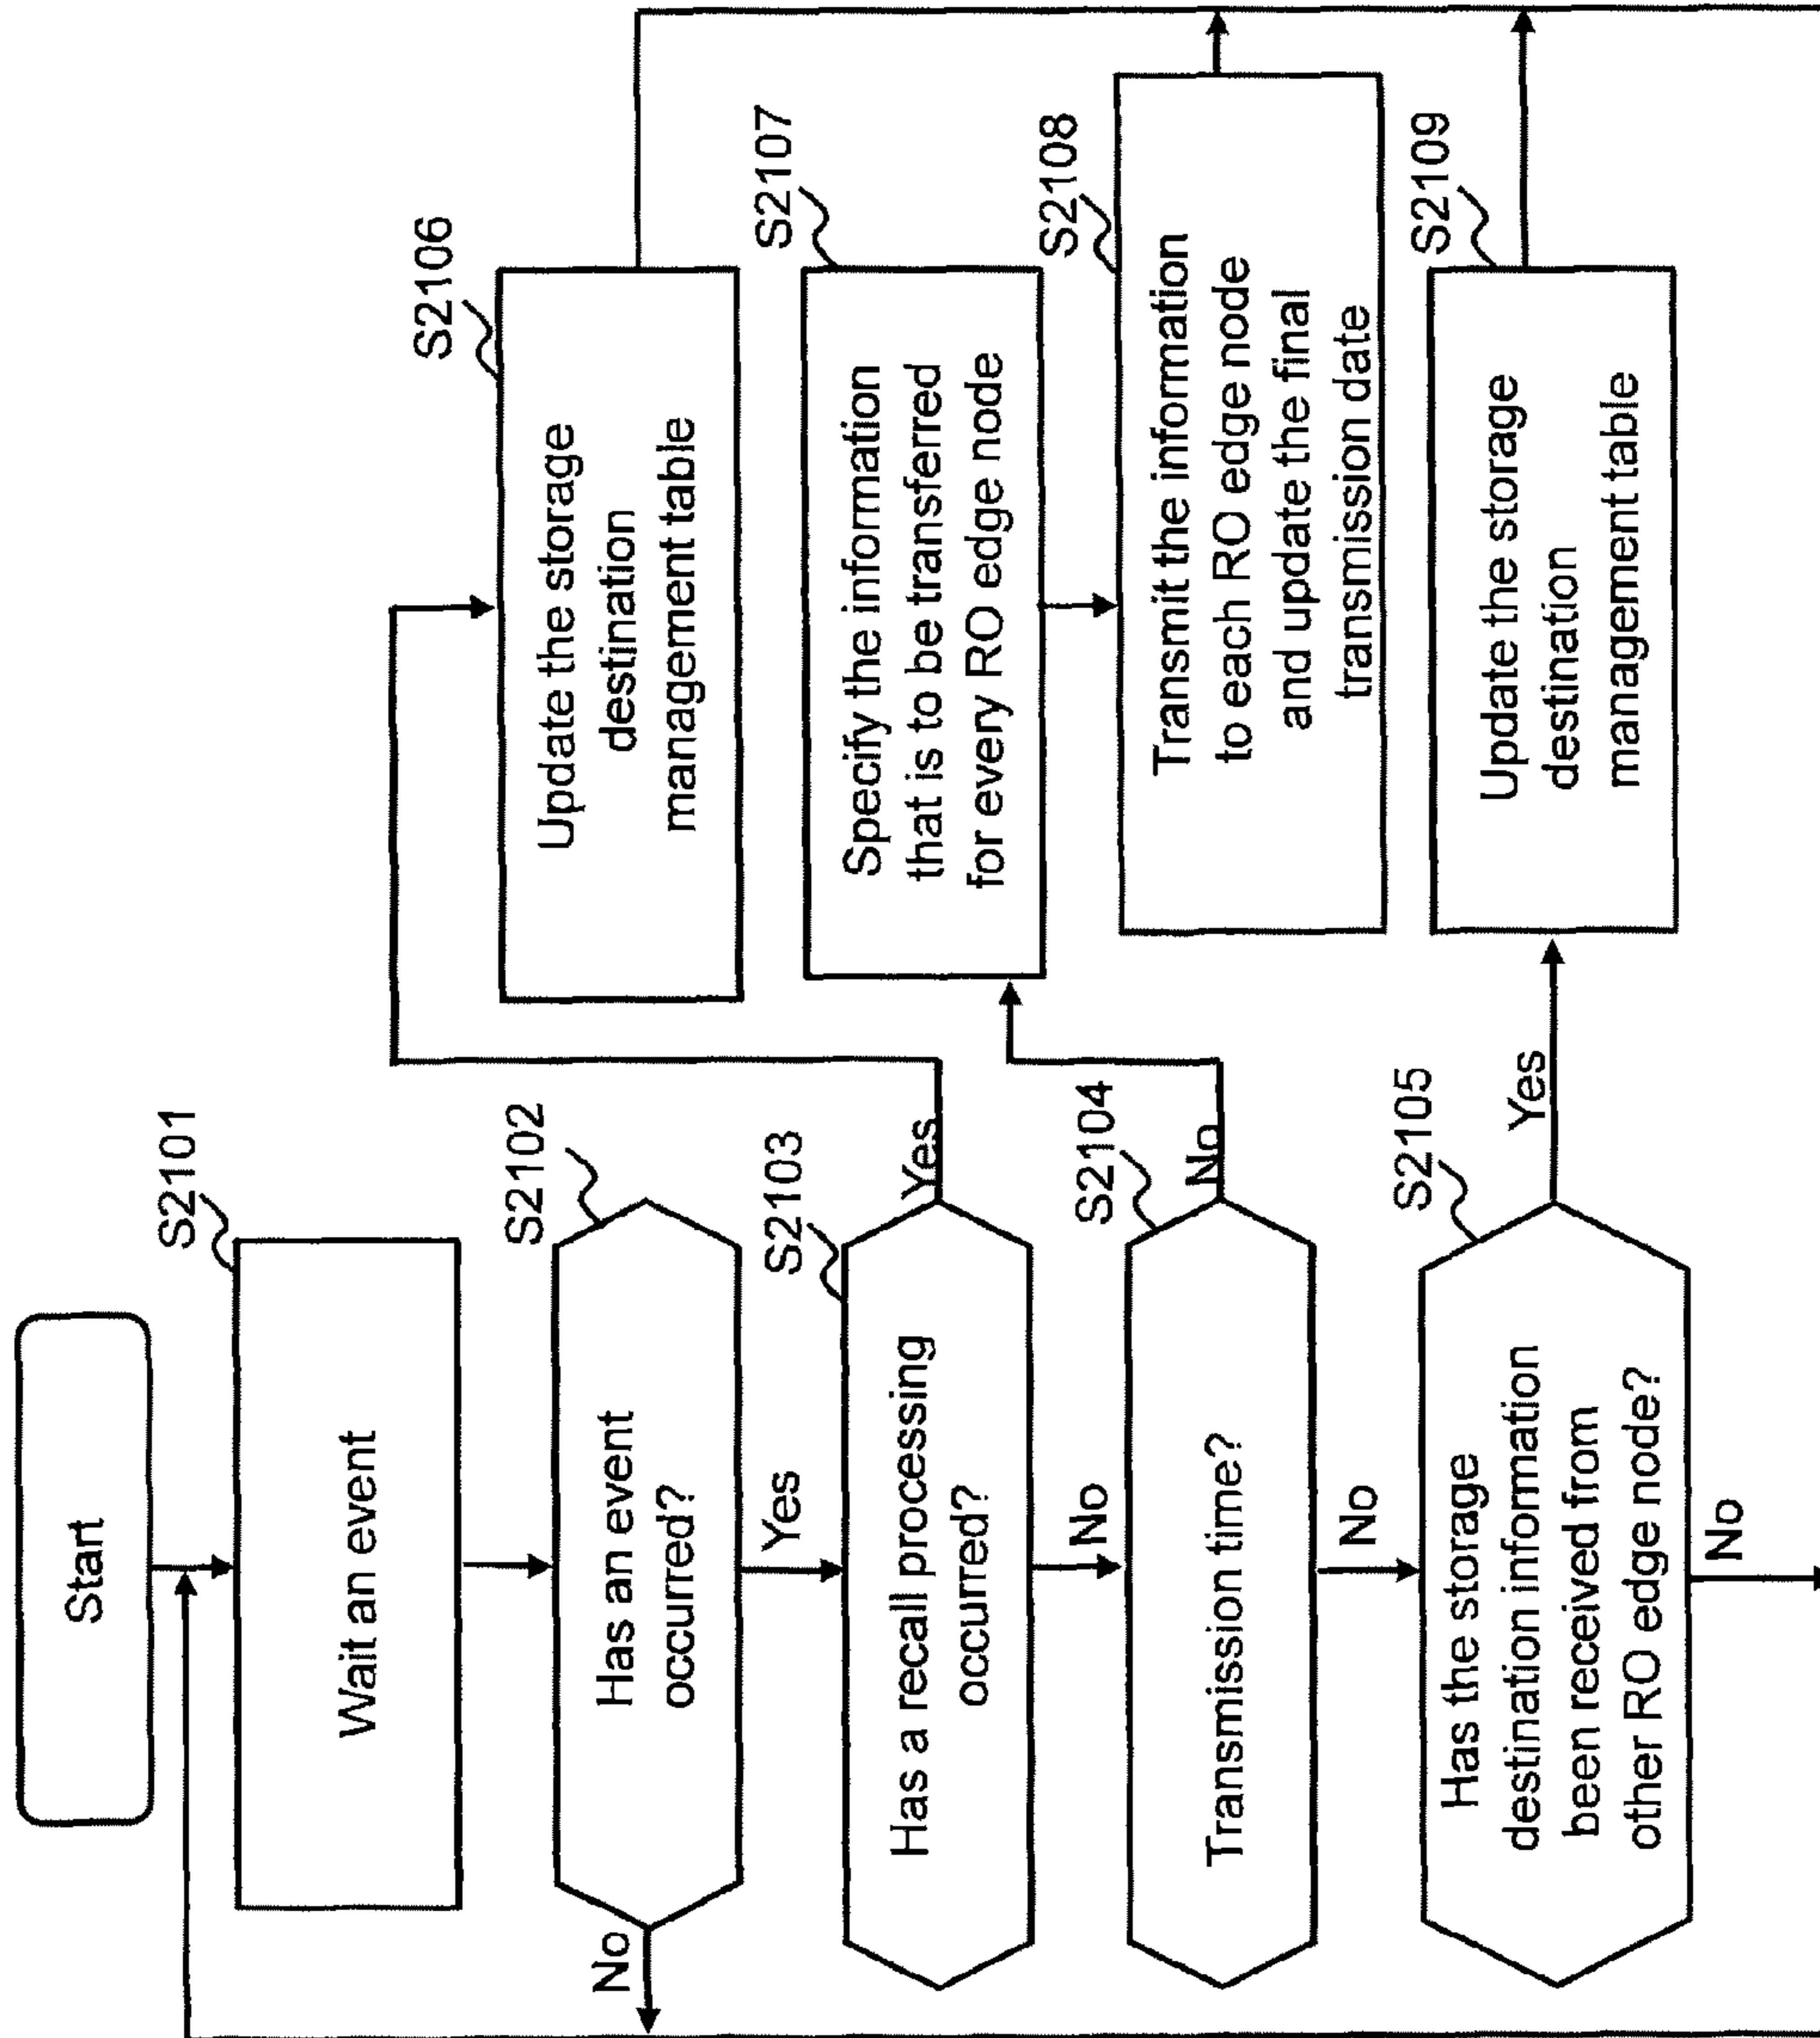 Start
S2101
Wait an event
S2102
Has an event
occurred?
No
Yes
S2103
Has a recall processing
occurred?
Yes
No
S2104
Transmission time?
No
No
S2105
Has the storage
destination information
been received from
other RO edge node?
Yes
No
S2106
Update the storage
destination
management table
S2107
Specify the information
that is to be transferred
for every RO edge node
S2108
Transmit the information
to each RO edge node
and update the final
transmission date
S2109
Update the storage
destination
management table